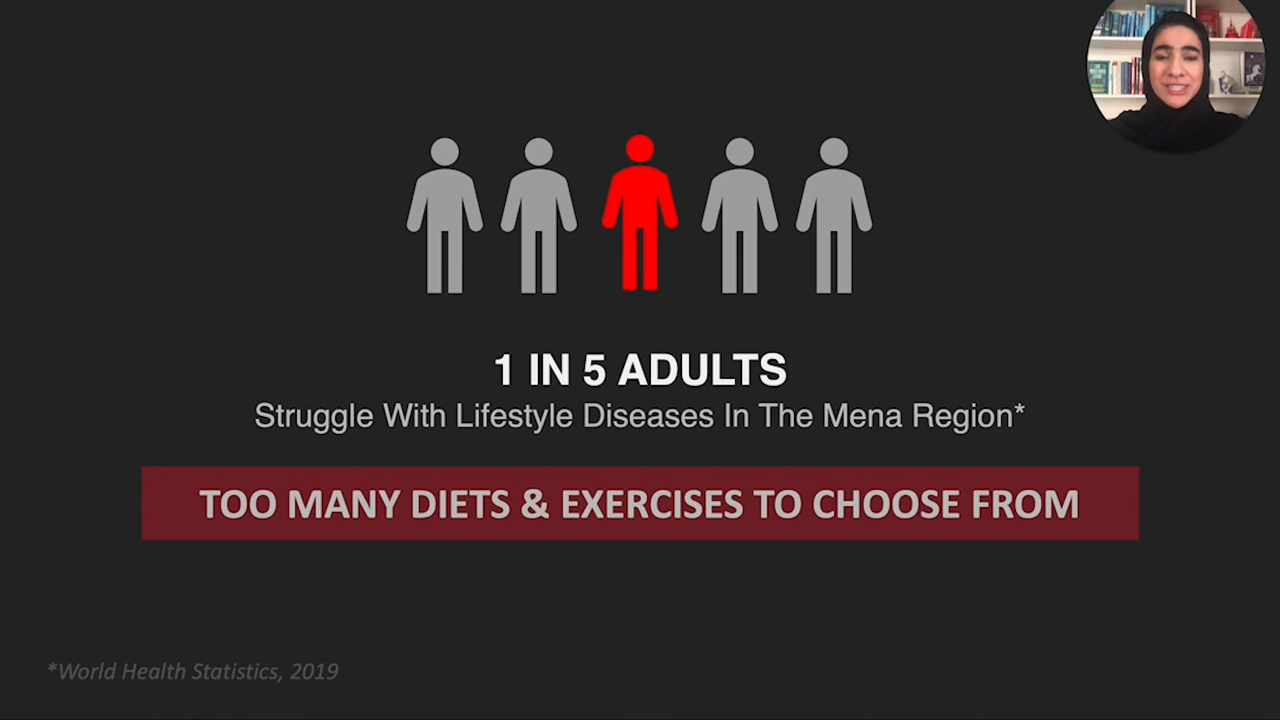 1 IN 5 ADULTS
Struggle With Lifestyle Diseases In The Mena Region*
TOO MANY DIETS & EXERCISES TO CHOOSE FROM
*World Health Statistics, 2019